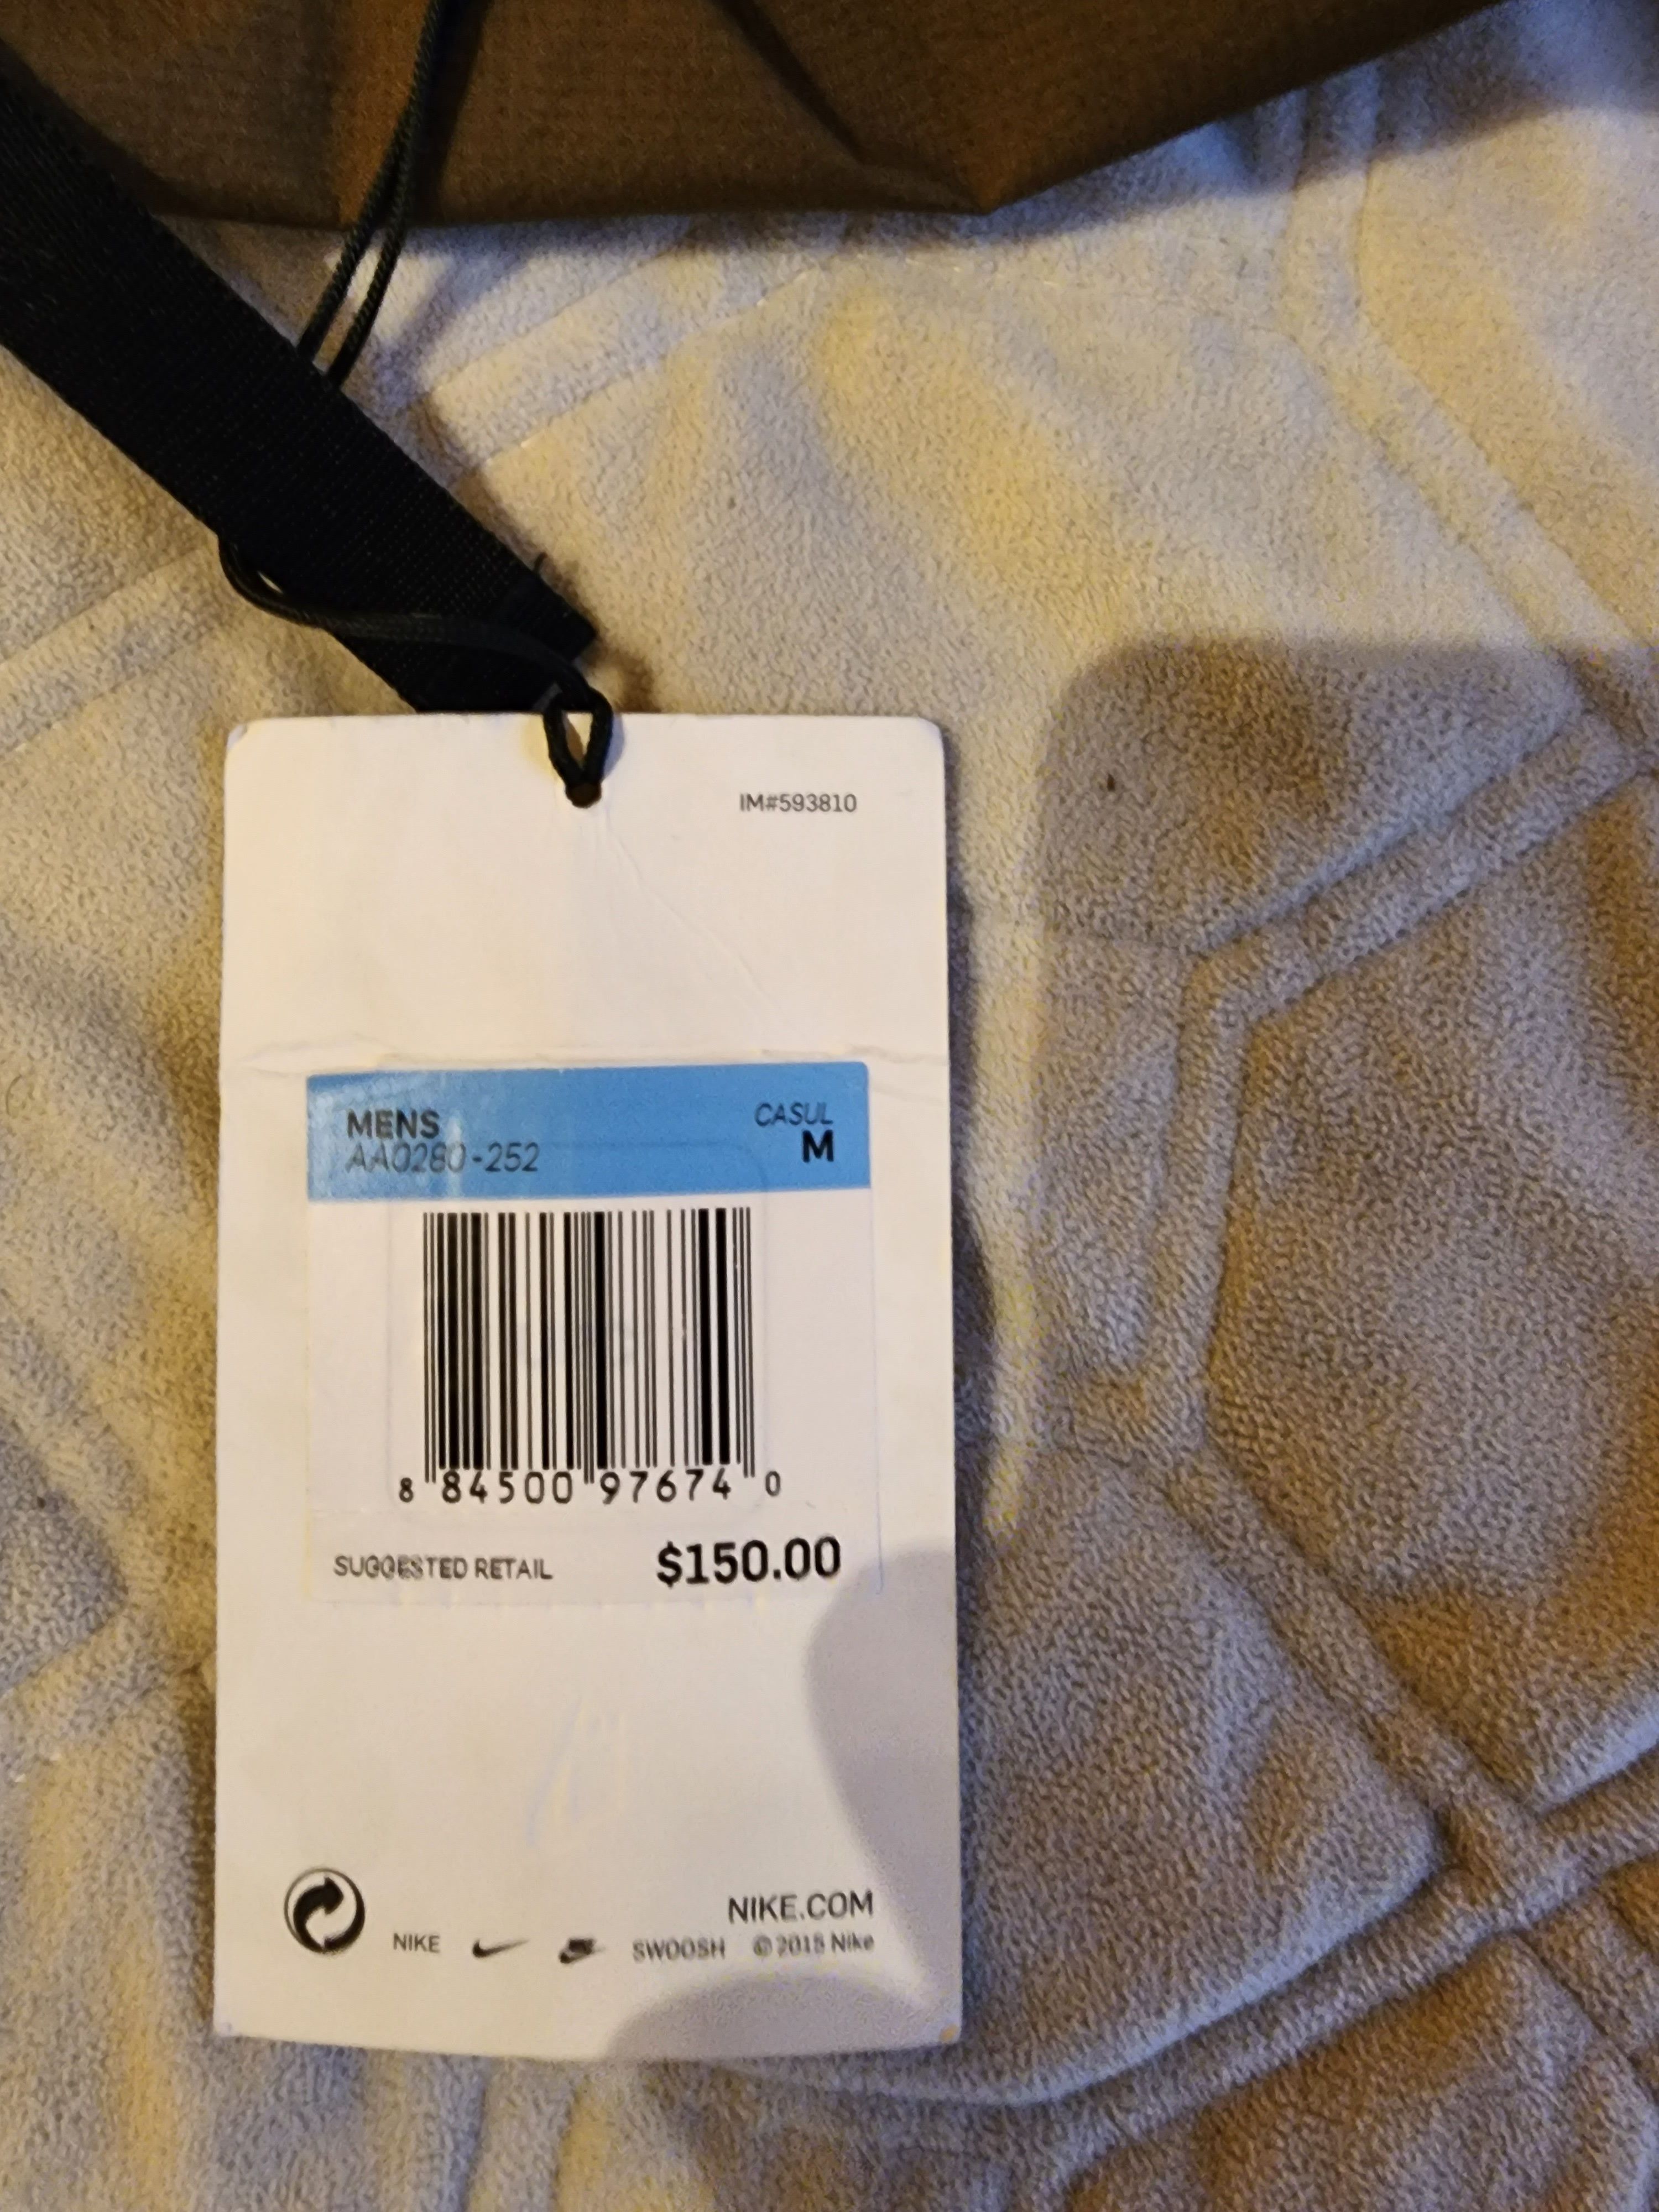 IM#593810
MENS CASUL
AA0280-252 M
8 84500 97674 0
SUGGESTED RETAIL $150.00
NIKE.COM
NIKE SWOOSH © 2015 Nike